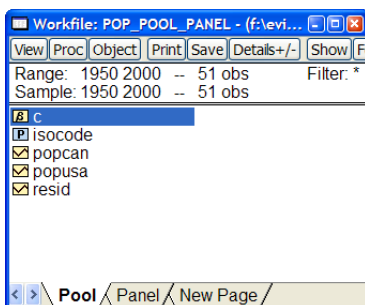 Workfile: POP_POOL_PANEL - (f:\evi...
View Proc Object Print Save Details+/- Show F
Range: 1950 2000 -- 51 obs Filter: *
Sample: 1950 2000 -- 51 obs
β c
P isocode
popcan
popusa
resid
< > Pool Panel New Page